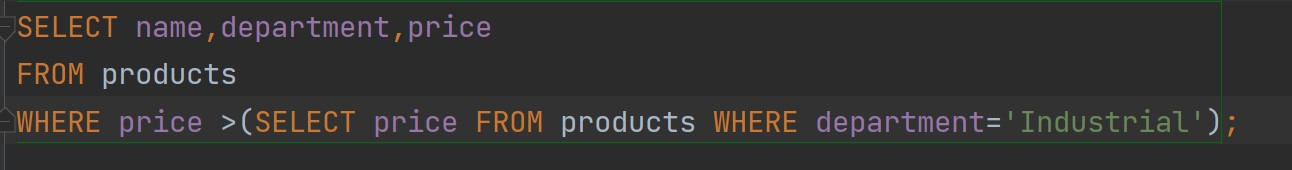 SELECT name,department,price
FROM products
WHERE price >(SELECT price FROM products WHERE department='Industrial');